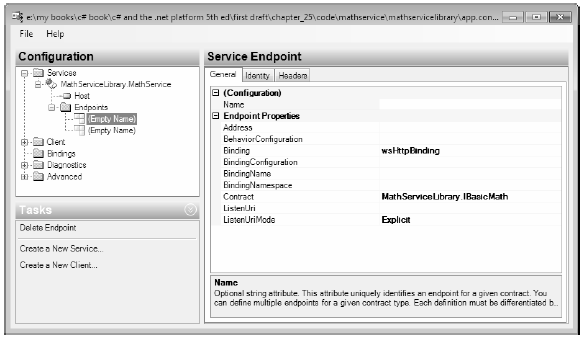 e:\my books\c# book\c# and the .net platform 5th ed\first draft\chapter_25\code\mathservice\mathservicelibrary\app.con...
File Help
Configuration
Services
MathServiceLibrary.MathService
Host
Endpoints
(Empty Name)
(Empty Name)
Client
Bindings
Diagnostics
Advanced
Tasks
Delete Endpoint
Create a New Service...
Create a New Client...
Service Endpoint
General Identity Headers
(Configuration)
Name
Endpoint Properties
Address
BehaviorConfiguration
Binding wsHttpBinding
BindingConfiguration
BindingName
BindingNamespace
Contract MathServiceLibrary.IBasicMath
ListenUri
ListenUriMode Explicit
Name
Optional string attribute. This attribute uniquely identifies an endpoint for a given contract. You
can define multiple endpoints for a given contract type. Each definition must be differentiated b...